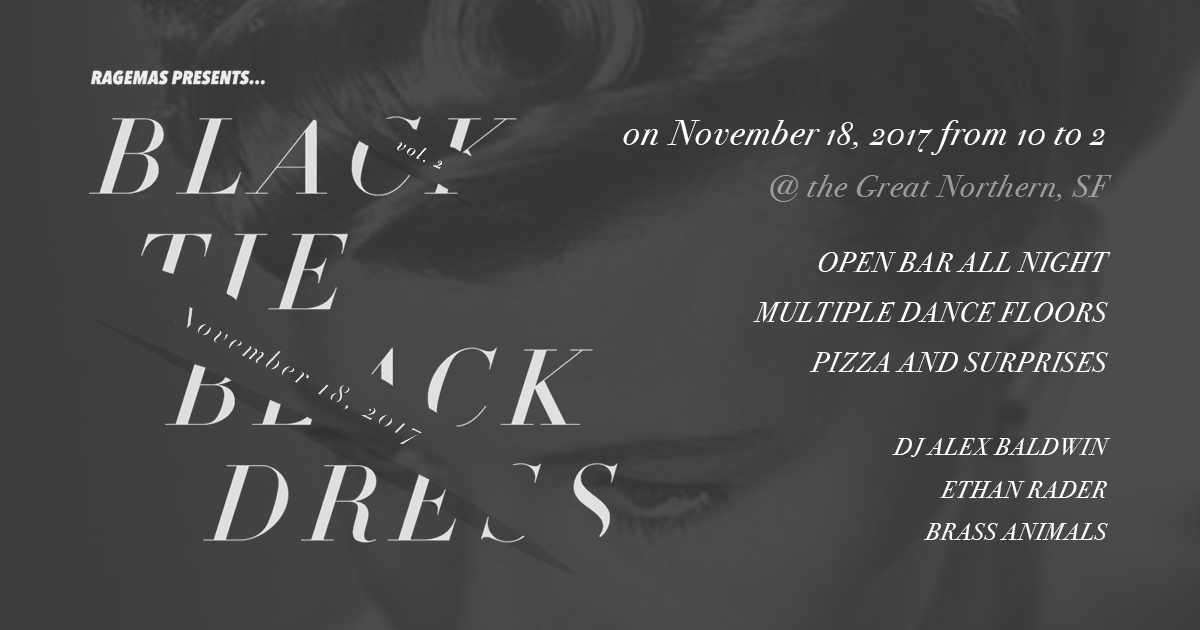 RAGEMAS PRESENTS...
BLACK
vol. 2
TIE
November 18, 2017
BLACK
DRESS
on November 18, 2017 from 10 to 2
@ the Great Northern, SF
OPEN BAR ALL NIGHT
MULTIPLE DANCE FLOORS
PIZZA AND SURPRISES
DJ ALEX BALDWIN
ETHAN RADER
BRASS ANIMALS